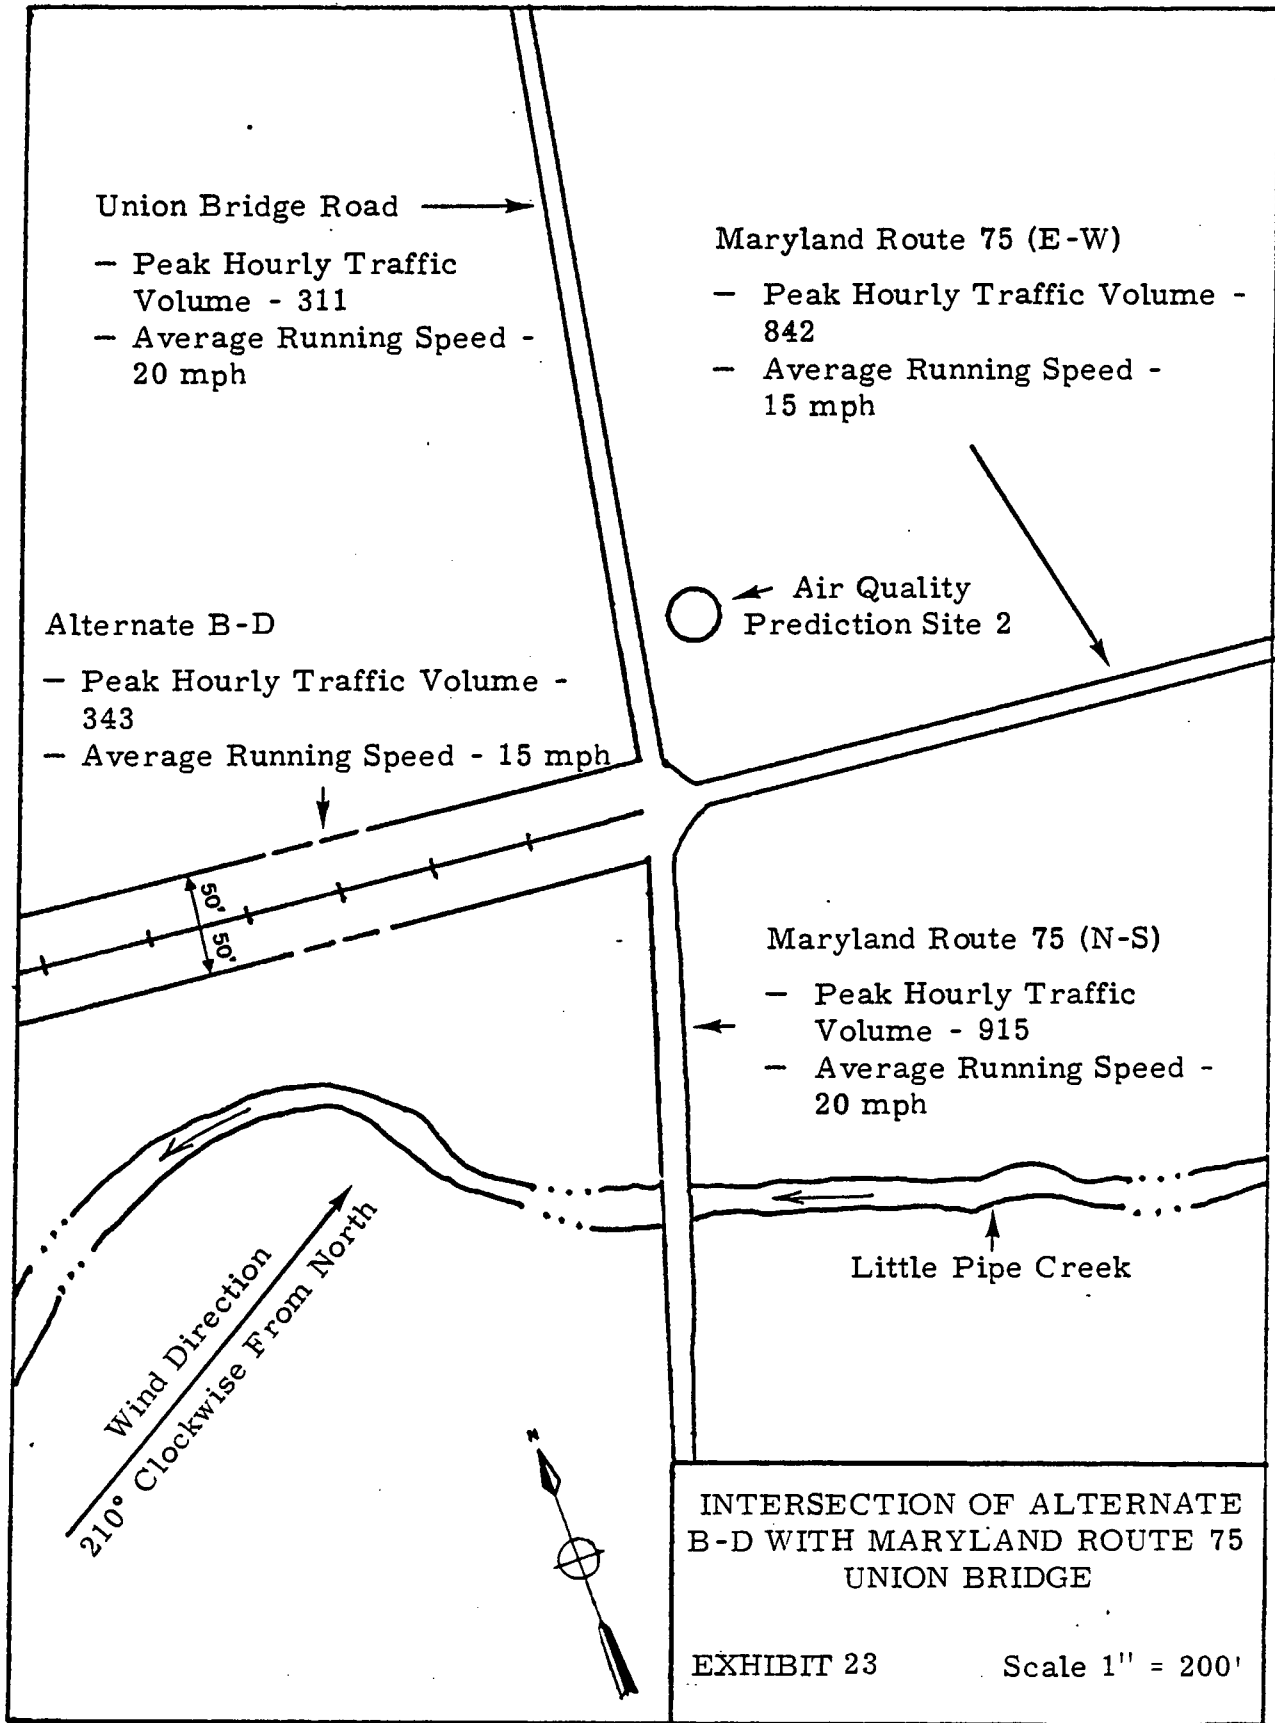 Union Bridge Road
— Peak Hourly Traffic
Volume - 311
— Average Running Speed -
20 mph
Maryland Route 75 (E-W)
— Peak Hourly Traffic Volume -
842
— Average Running Speed -
15 mph
Air Quality
Prediction Site 2
Alternate B-D
— Peak Hourly Traffic Volume -
343
— Average Running Speed - 15 mph
50' 50'
Maryland Route 75 (N-S)
— Peak Hourly Traffic
Volume - 915
— Average Running Speed -
20 mph
Little Pipe Creek
Wind Direction
210° Clockwise From North
N
INTERSECTION OF ALTERNATE
B-D WITH MARYLAND ROUTE 75
UNION BRIDGE
EXHIBIT 23 Scale 1" = 200'